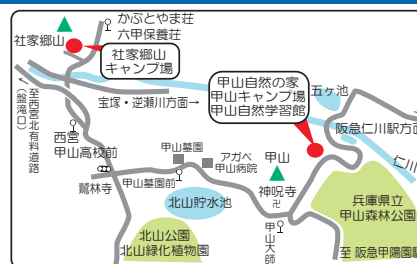 かぶとやま荘
六甲保養荘
社家郷山
社家郷山
キャンプ場
甲山自然の家
甲山キャンプ場
甲山自然学習館
五ヶ池
至西宮北有料道路
(盤滝口)
宝塚・逆瀬川方面→
阪急仁川駅方面
仁川
西宮
甲山高校前
甲山墓園
アガペ
甲山病院
甲山
鷲林寺
甲山墓園前
神呪寺
卍
北山貯水池
兵庫県立
甲山森林公園
甲山大師
北山公園
北山緑化植物園
至 阪急甲陽園駅